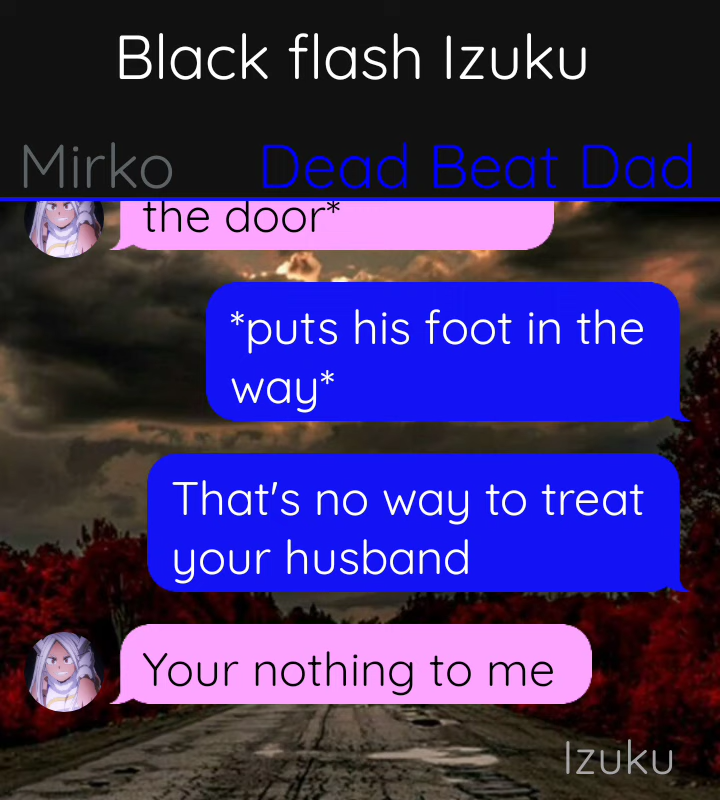 Black flash Izuku
Mirko Dead Beat Dad
the door*
*puts his foot in the
way*
That's no way to treat
your husband
Your nothing to me
Izuku